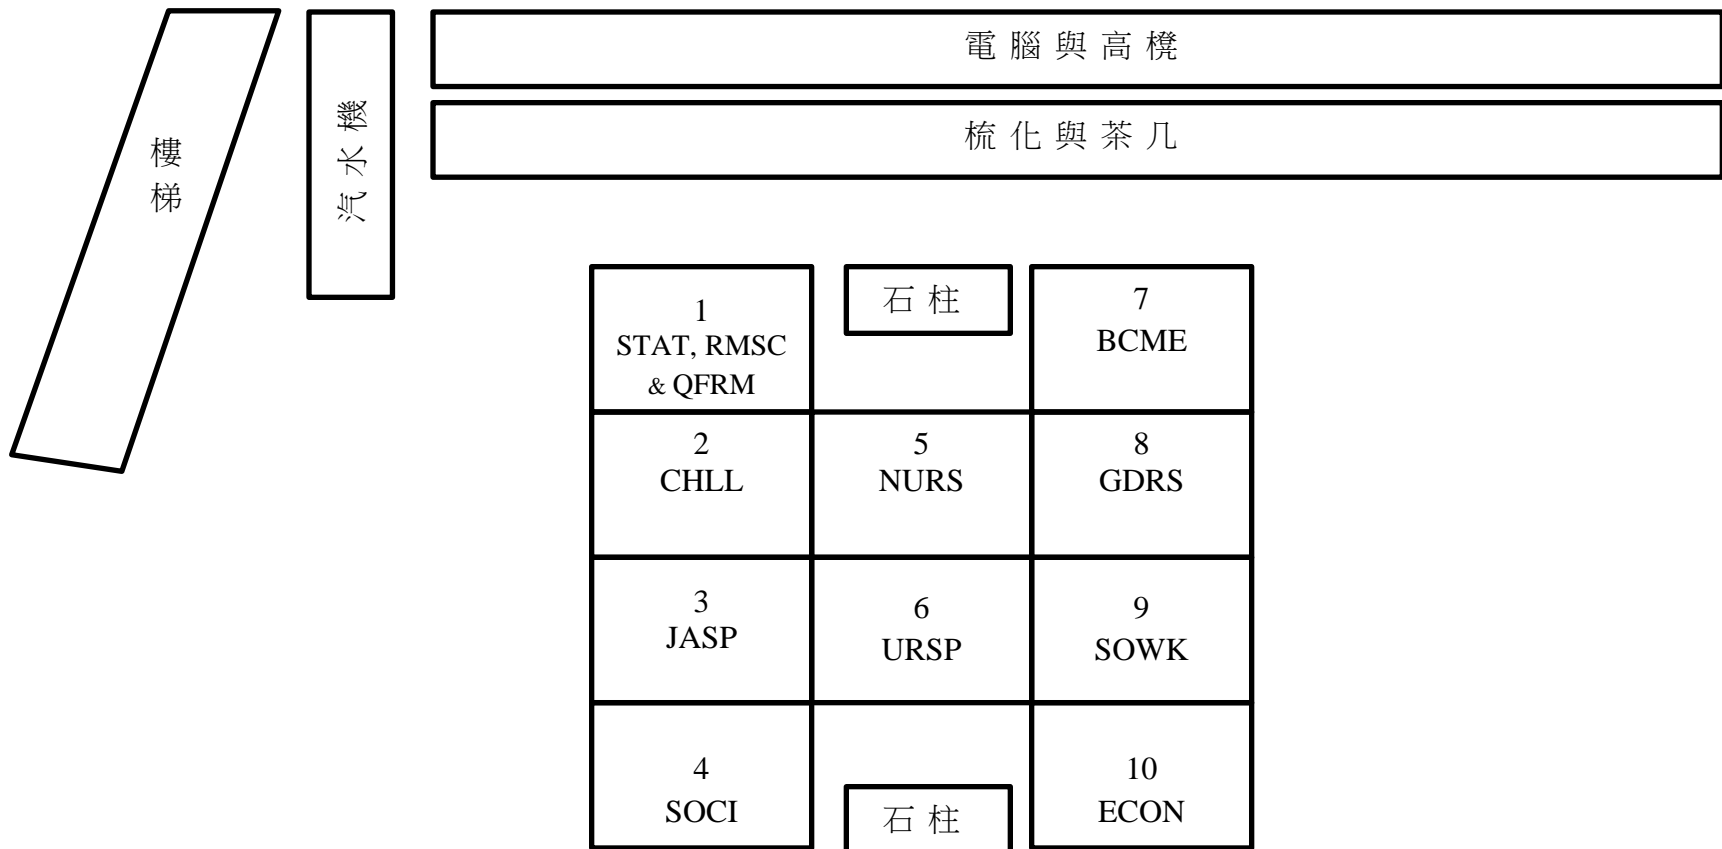 電腦與高櫈
梳化與茶几
樓梯
汽水機
石柱
1
STAT, RMSC
& QFRM
7
BCME
2
CHLL
5
NURS
8
GDRS
3
JASP
6
URSP
9
SOWK
4
SOCI
10
ECON
石柱